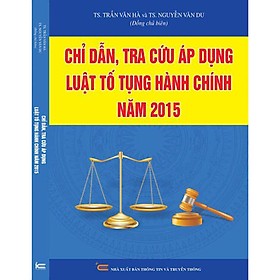 TS. TRẦN VĂN HÀ và TS. NGUYỄN VĂN DU
(Đồng chủ biên)
CHỈ DẪN, TRA CỨU ÁP DỤNG
LUẬT TỐ TỤNG HÀNH CHÍNH
NĂM 2015
NHÀ XUẤT BẢN THÔNG TIN VÀ TRUYỀN THÔNG
CHỈ DẪN, TRA CỨU ÁP DỤNG
LUẬT TỐ TỤNG HÀNH CHÍNH NĂM 2015